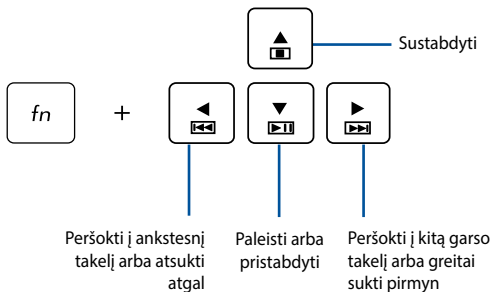 Sustabdyti
fn
+
Peršokti į ankstesnį
takelį arba atsukti
atgal
Paleisti arba
pristabdyti
Peršokti į kitą garso
takelį arba greitai
sukti pirmyn